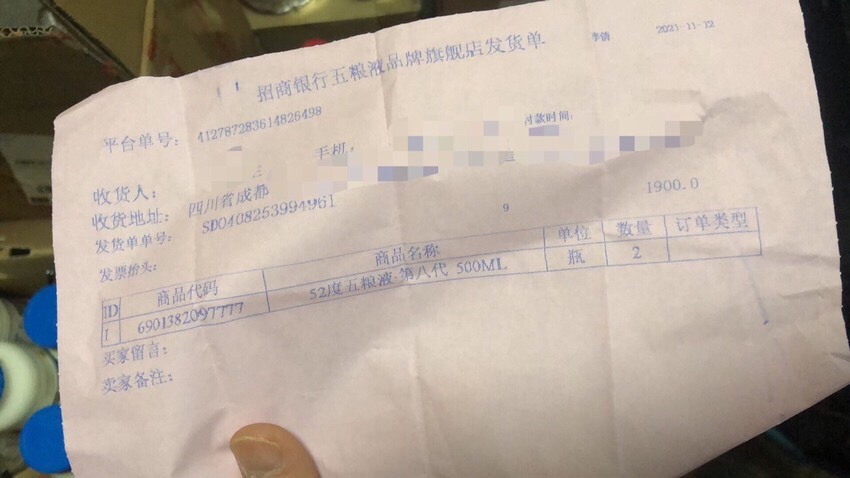 招商银行五粮液品牌旗舰店发货单
李倩 2021-11-12
平台单号: 412787283614826498 付款时间:
收货人: 手机:
收货地址: 四川省成都
发货单单号: SD0408253994961 9 1900.0
发票抬头:
ID 商品代码 商品名称 单位 数量 订单类型
1 6901382097777 52度五粮液-第八代 500ML 瓶 2
买家留言:
卖家备注: